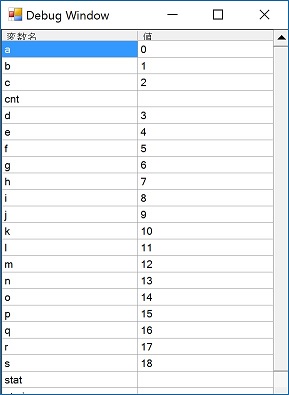 Debug Window
変数名 値
a 0
b 1
c 2
cnt
d 3
e 4
f 5
g 6
h 7
i 8
j 9
k 10
l 11
m 12
n 13
o 14
p 15
q 16
r 17
s 18
stat